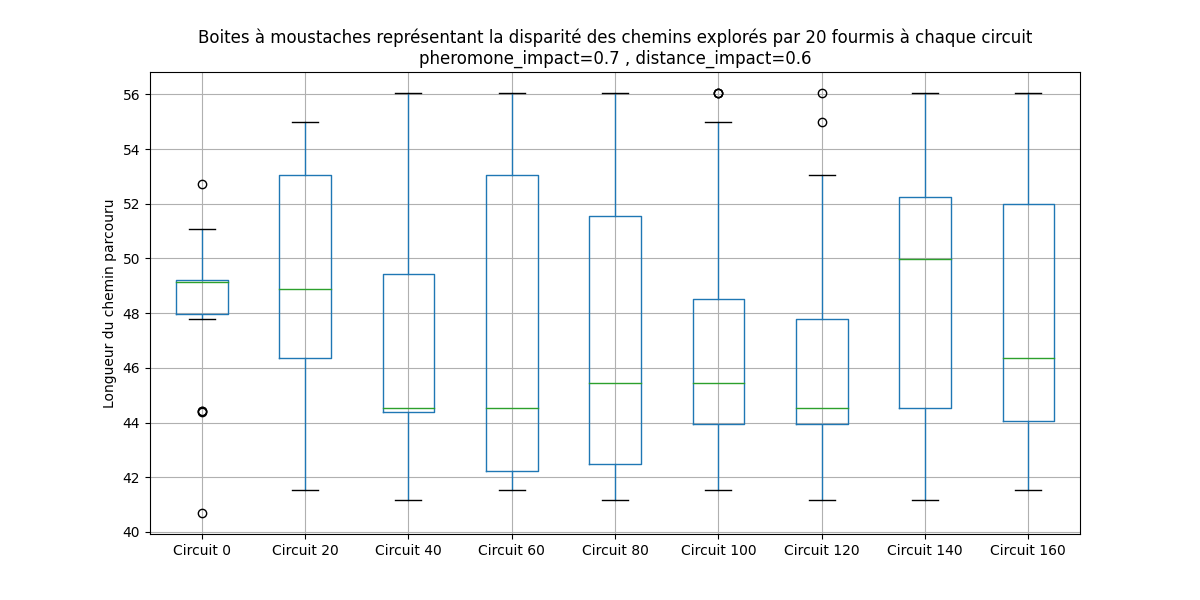 Boites à moustaches représentant la disparité des chemins explorés par 20 fourmis à chaque circuit
pheromone_impact=0.7 , distance_impact=0.6
Longueur du chemin parcouru
56
54
52
50
48
46
44
42
40
Circuit 0
Circuit 20
Circuit 40
Circuit 60
Circuit 80
Circuit 100
Circuit 120
Circuit 140
Circuit 160